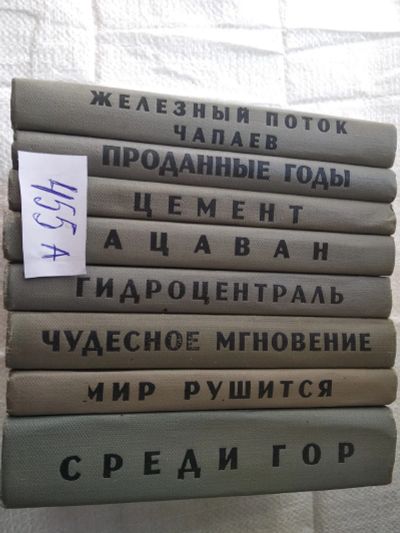 ЖЕЛЕЗНЫЙ ПОТОК
ЧАПАЕВ
ПРОДАННЫЕ ГОДЫ
ЦЕМЕНТ
АЦАВАН
ГИДРОЦЕНТРАЛЬ
ЧУДЕСНОЕ МГНОВЕНИЕ
МИР РУШИТСЯ
СРЕДИ ГОР
455 А